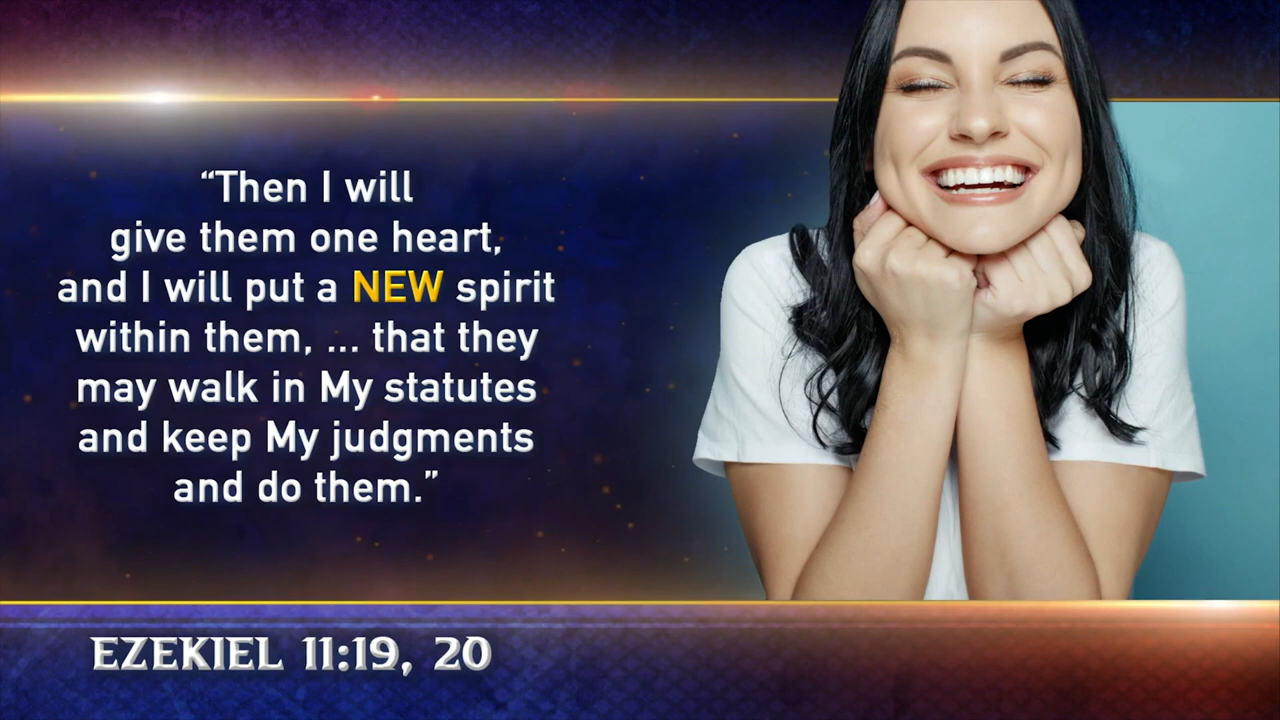 “Then I will
give them one heart,
and I will put a NEW spirit
within them, ... that they
may walk in My statutes
and keep My judgments
and do them.”
EZEKIEL 11:19, 20